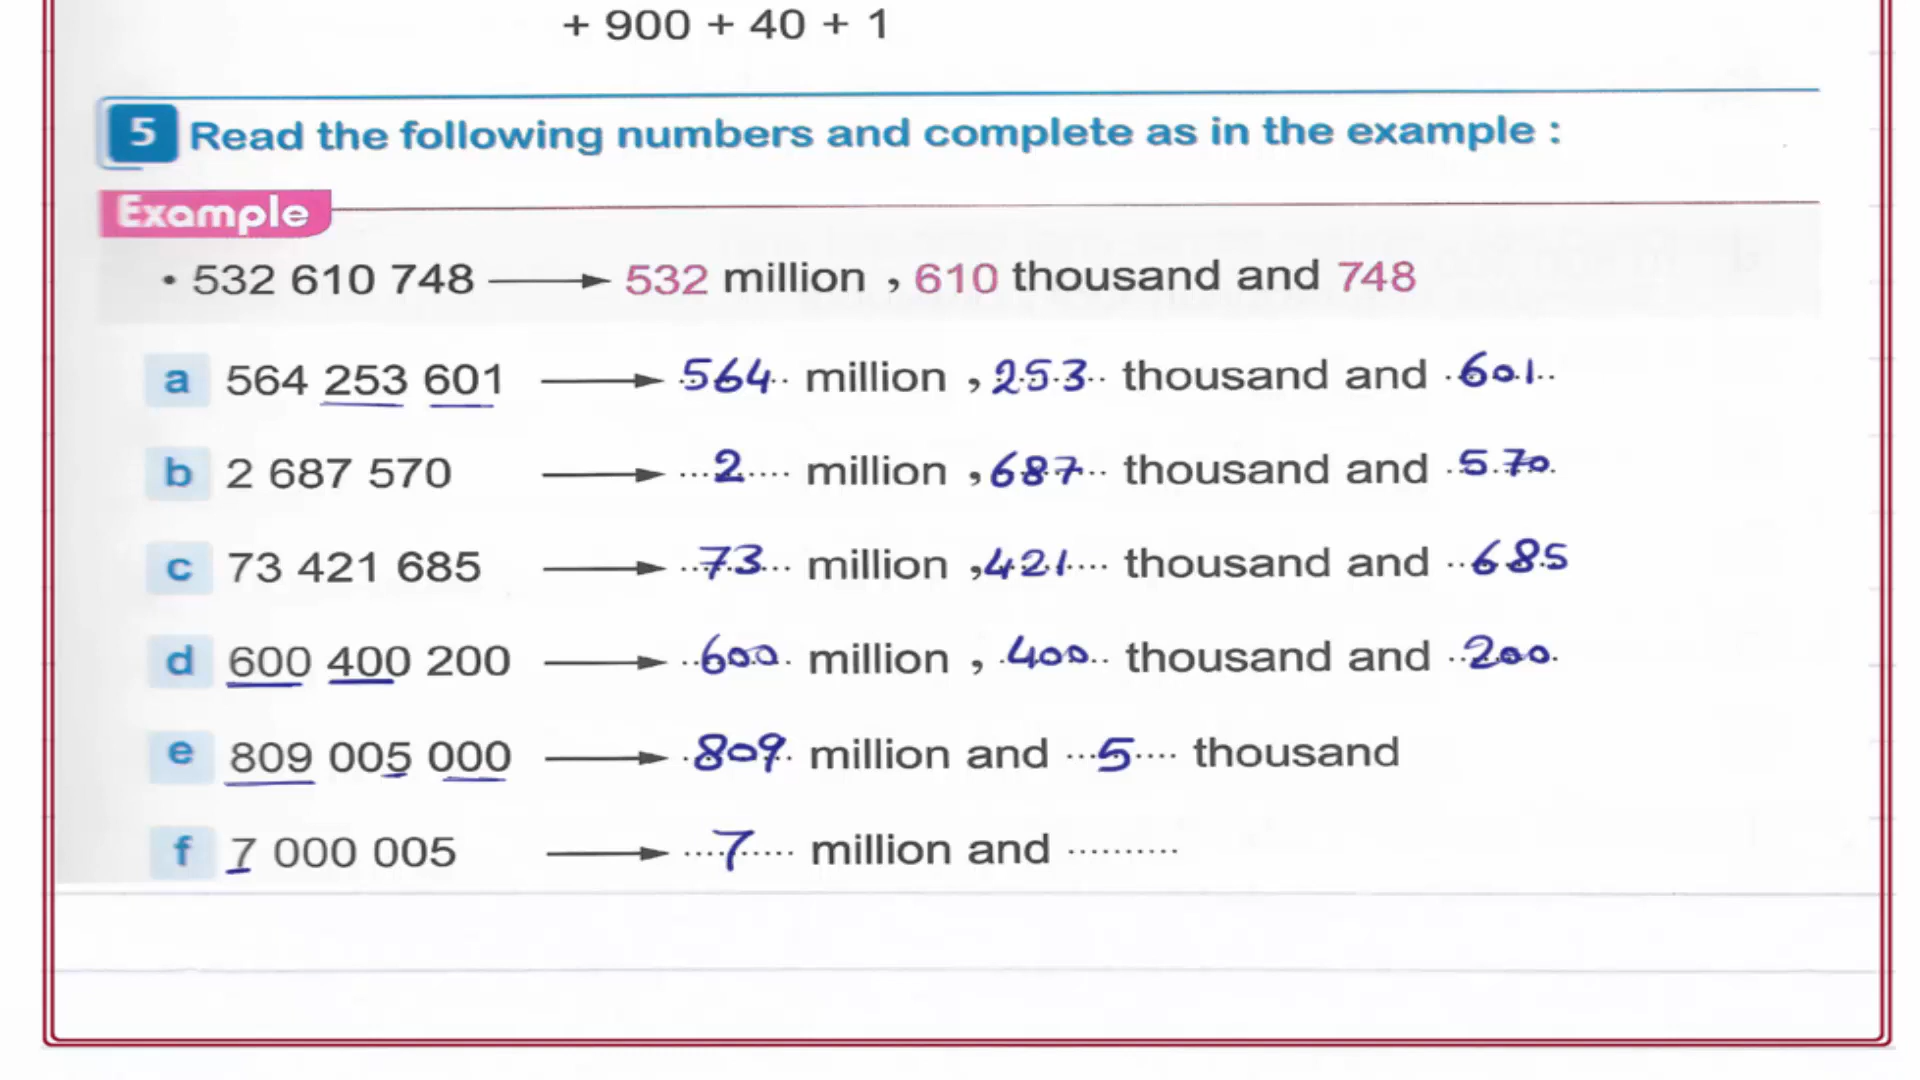 + 900 + 40 + 1
5 Read the following numbers and complete as in the example :
Example
• 532 610 748 → 532 million , 610 thousand and 748
a 564 253 601 → 564 million , 253 thousand and 601
b 2 687 570 → 2 million , 687 thousand and 570
c 73 421 685 → 73 million , 421 thousand and 685
d 600 400 200 → 600 million , 400 thousand and 200
e 809 005 000 → 809 million and 5 thousand
f 7 000 005 → 7 million and ..........